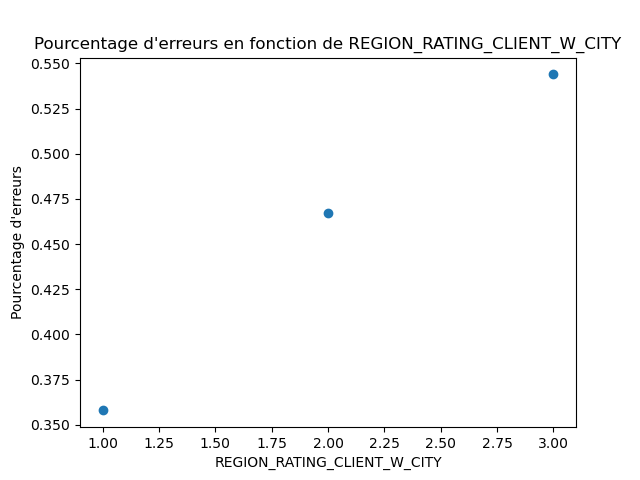 Pourcentage d'erreurs en fonction de REGION_RATING_CLIENT_W_CITY
0.550
0.525
0.500
0.475
0.450
0.425
0.400
0.375
0.350
Pourcentage d'erreurs
1.00 1.25 1.50 1.75 2.00 2.25 2.50 2.75 3.00
REGION_RATING_CLIENT_W_CITY